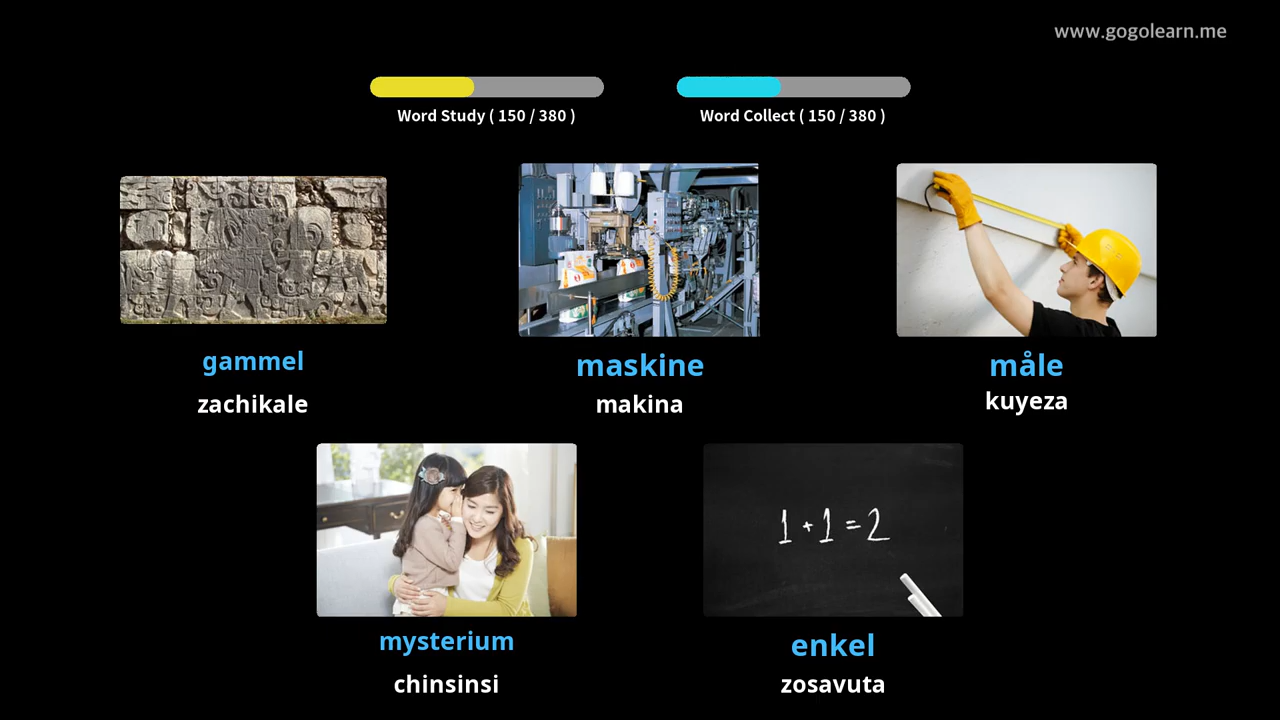 www.gogolearn.me
Word Study ( 150 / 380 )
Word Collect ( 150 / 380 )
gammel
zachikale
maskine
makina
måle
kuyeza
mysterium
chinsinsi
1 + 1 = 2
enkel
zosavuta